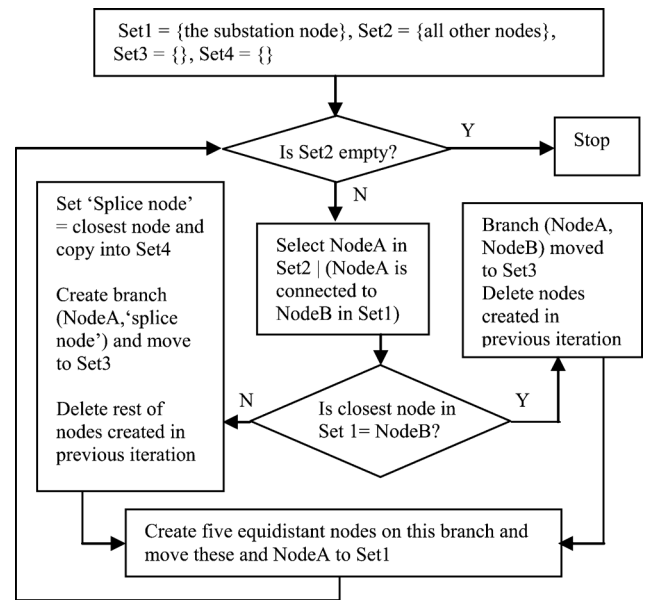 Set1 = {the substation node}, Set2 = {all other nodes},
Set3 = {}, Set4 = {}
Is Set2 empty?
Y
Stop
N
Set ‘Splice node’
= closest node and
copy into Set4
Create branch
(NodeA,‘splice
node’) and move
to Set3
Delete rest of
nodes created in
previous iteration
Select NodeA in
Set2 | (NodeA is
connected to
NodeB in Set1)
Branch (NodeA,
NodeB) moved
to Set3
Delete nodes
created in
previous iteration
N
Is closest node in
Set 1= NodeB?
Y
Create five equidistant nodes on this branch and
move these and NodeA to Set1